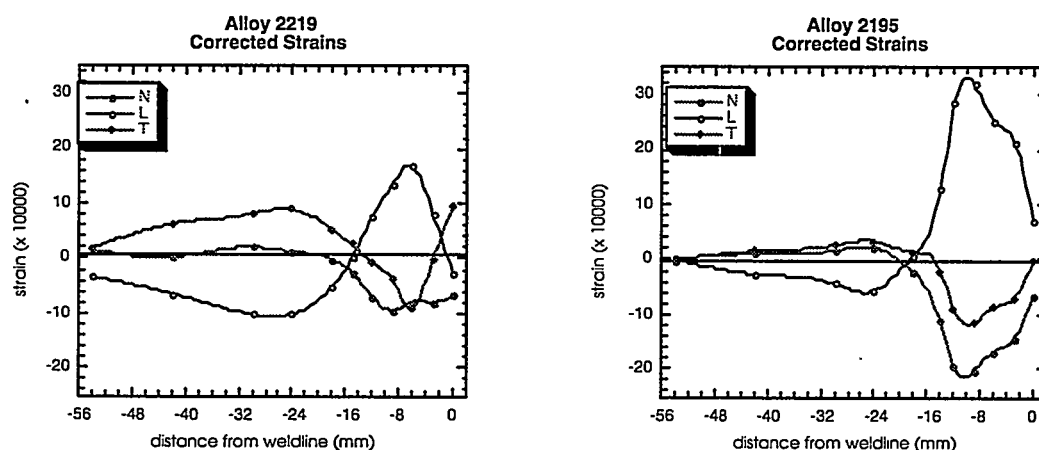 Alloy 2219
Corrected Strains
N
L
T
30
20
10
0
-10
-20
strain (x 10000)
-56 -48 -40 -32 -24 -16 -8 0
distance from weldline (mm)
Alloy 2195
Corrected Strains
N
L
T
30
20
10
0
-10
-20
strain (x 10000)
-56 -48 -40 -32 -24 -16 -8 0
distance from weldline (mm)